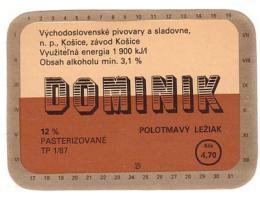 Východoslovenské pivovary a sladovne,
n. p., Košice, závod Košice
Využiteľná energia 1 900 kJ/l
Obsah alkoholu min. 3,1 %
DOMINIK
12 %
POLOTMAVÝ LEŽIAK
PASTERIZOVANÉ
TP 1/87
Kčs
4,70